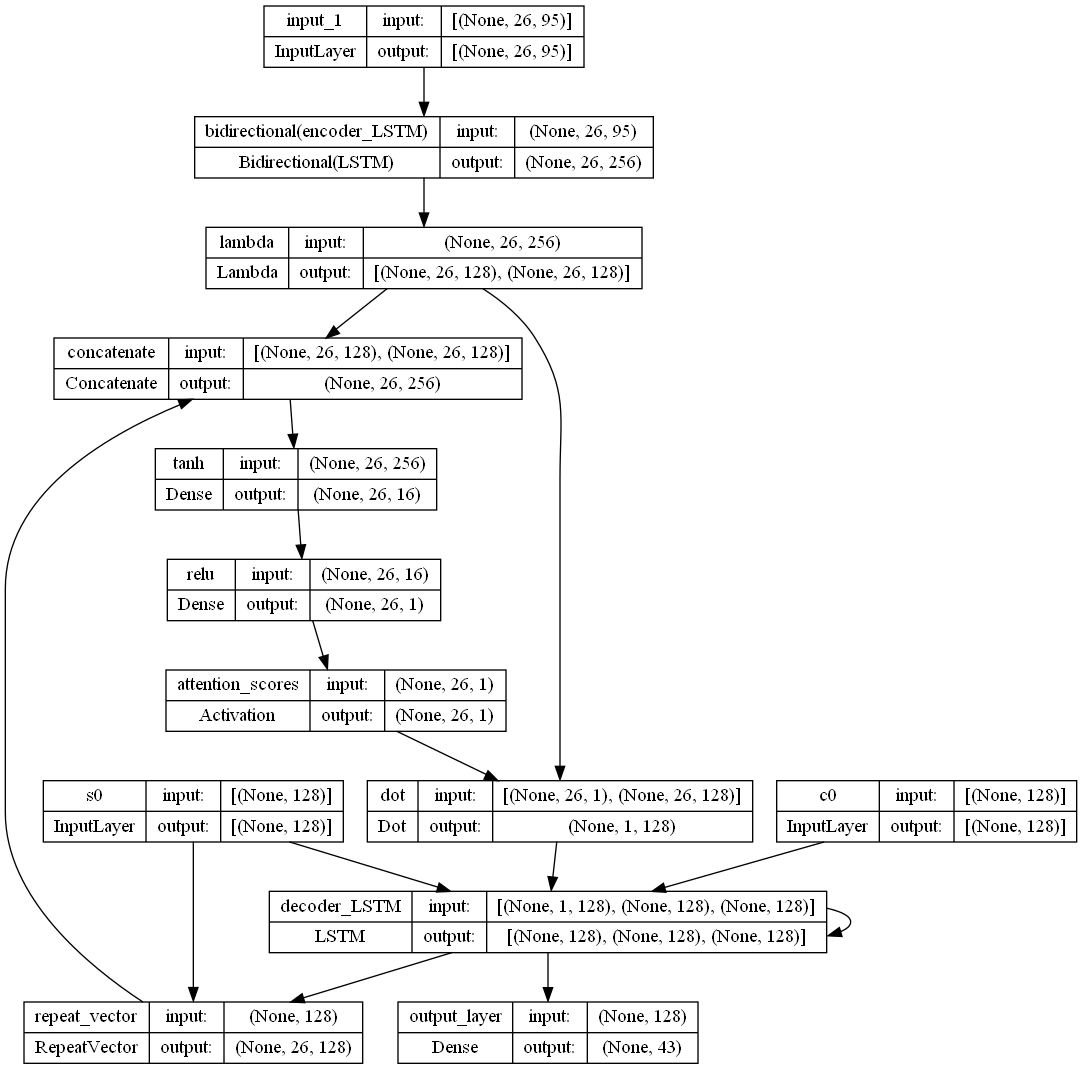 input_1 input: [(None, 26, 95)]
InputLayer output: [(None, 26, 95)]
bidirectional(encoder_LSTM) input: (None, 26, 95)
Bidirectional(LSTM) output: (None, 26, 256)
lambda input: (None, 26, 256)
Lambda output: [(None, 26, 128), (None, 26, 128)]
concatenate input: [(None, 26, 128), (None, 26, 128)]
Concatenate output: (None, 26, 256)
tanh input: (None, 26, 256)
Dense output: (None, 26, 16)
relu input: (None, 26, 16)
Dense output: (None, 26, 1)
attention_scores input: (None, 26, 1)
Activation output: (None, 26, 1)
s0 input: [(None, 128)]
InputLayer output: [(None, 128)]
dot input: [(None, 26, 1), (None, 26, 128)]
Dot output: (None, 1, 128)
c0 input: [(None, 128)]
InputLayer output: [(None, 128)]
decoder_LSTM input: [(None, 1, 128), (None, 128), (None, 128)]
LSTM output: [(None, 128), (None, 128), (None, 128)]
repeat_vector input: (None, 128)
RepeatVector output: (None, 26, 128)
output_layer input: (None, 128)
Dense output: (None, 43)